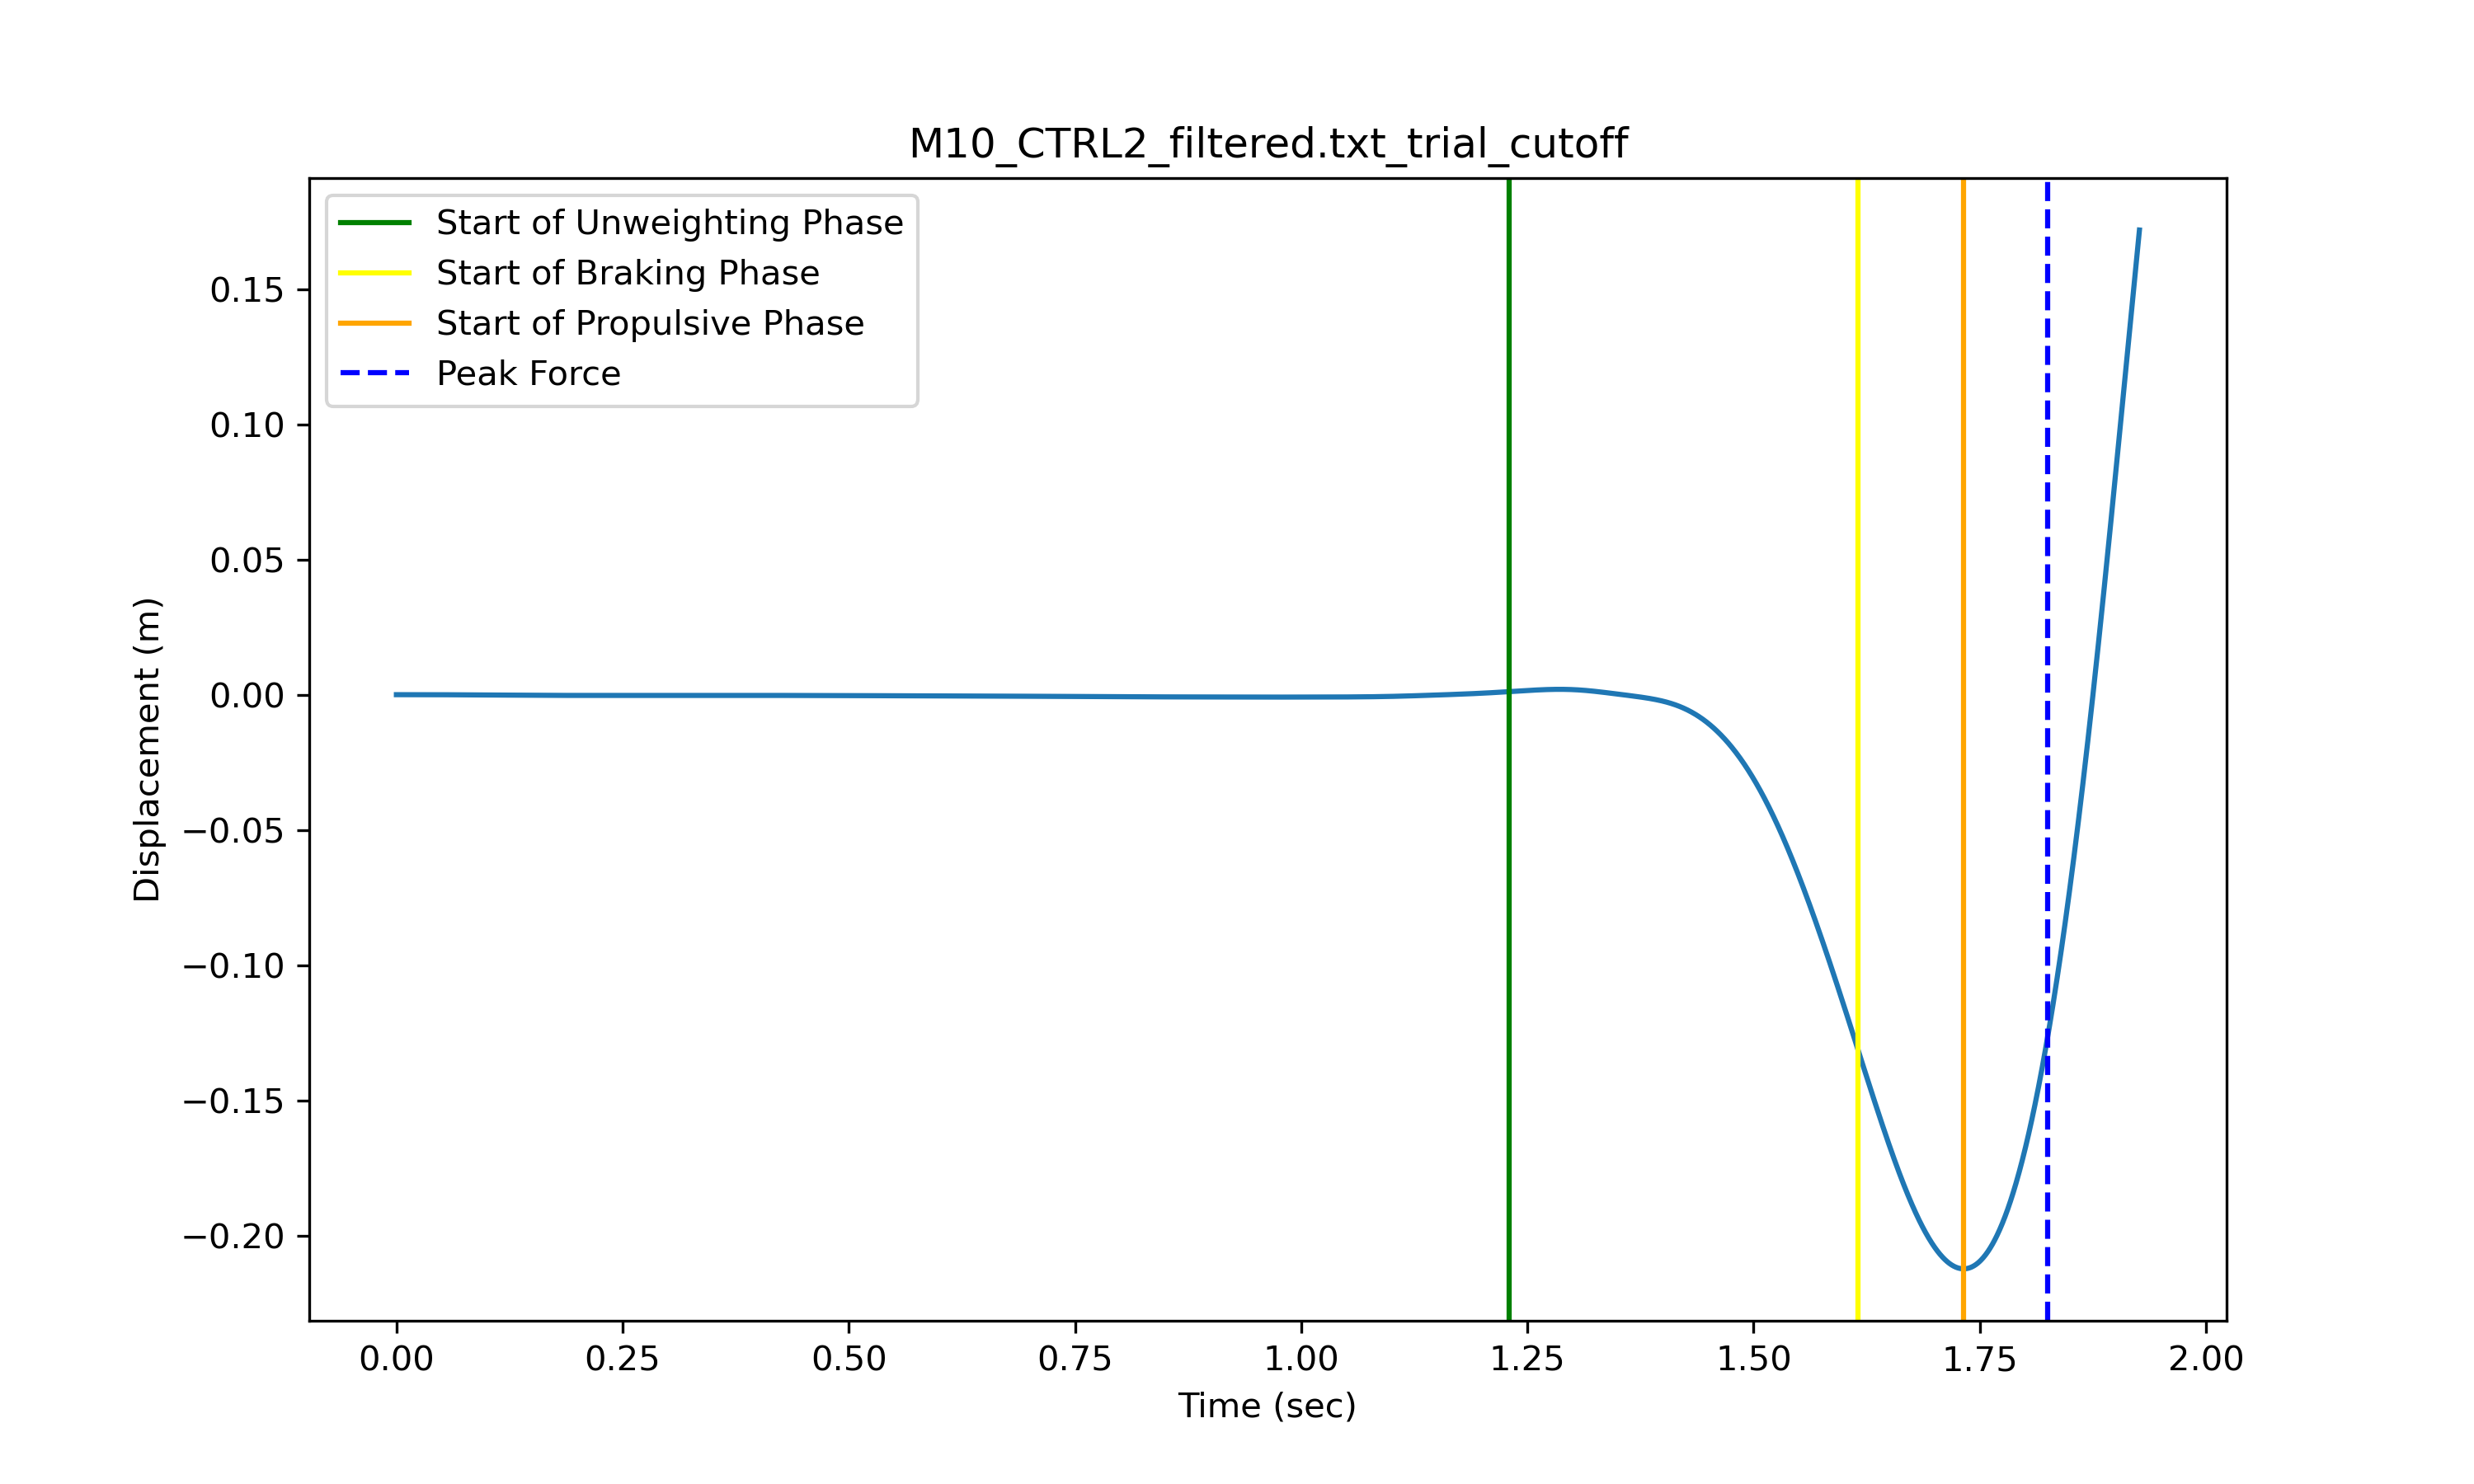 M10_CTRL2_filtered.txt_trial_cutoff
Start of Unweighting Phase
Start of Braking Phase
Start of Propulsive Phase
Peak Force
Displacement (m)
0.15
0.10
0.05
0.00
−0.05
−0.10
−0.15
−0.20
0.00 0.25 0.50 0.75 1.00 1.25 1.50 1.75 2.00
Time (sec)